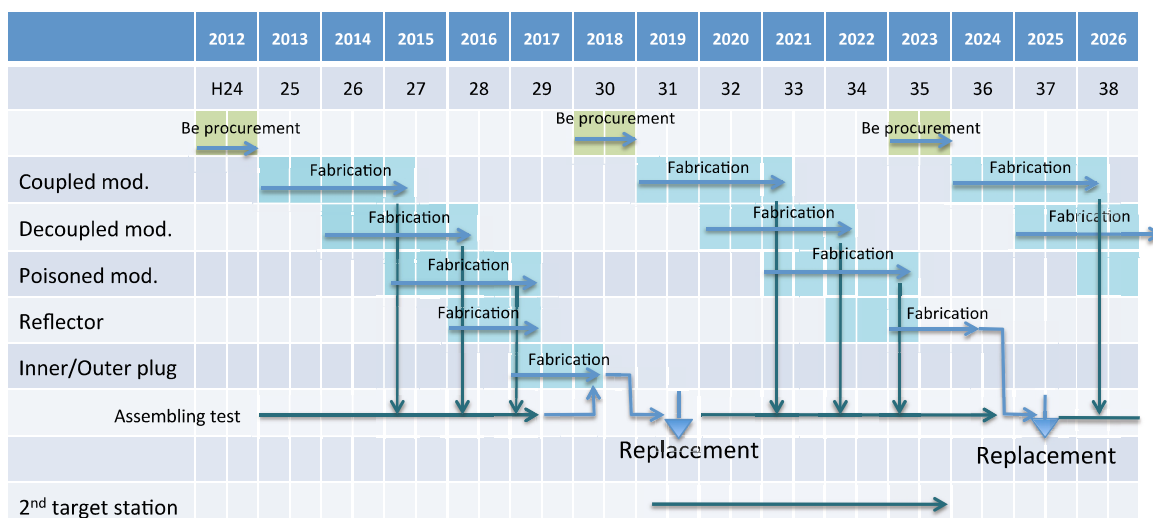 2012 2013 2014 2015 2016 2017 2018 2019 2020 2021 2022 2023 2024 2025 2026
H24 25 26 27 28 29 30 31 32 33 34 35 36 37 38
Be procurement Be procurement Be procurement
Coupled mod. Fabrication Fabrication Fabrication
Decoupled mod. Fabrication Fabrication Fabrication
Poisoned mod. Fabrication Fabrication
Reflector Fabrication Fabrication
Inner/Outer plug Fabrication
Assembling test
Replacement Replacement
2nd target station